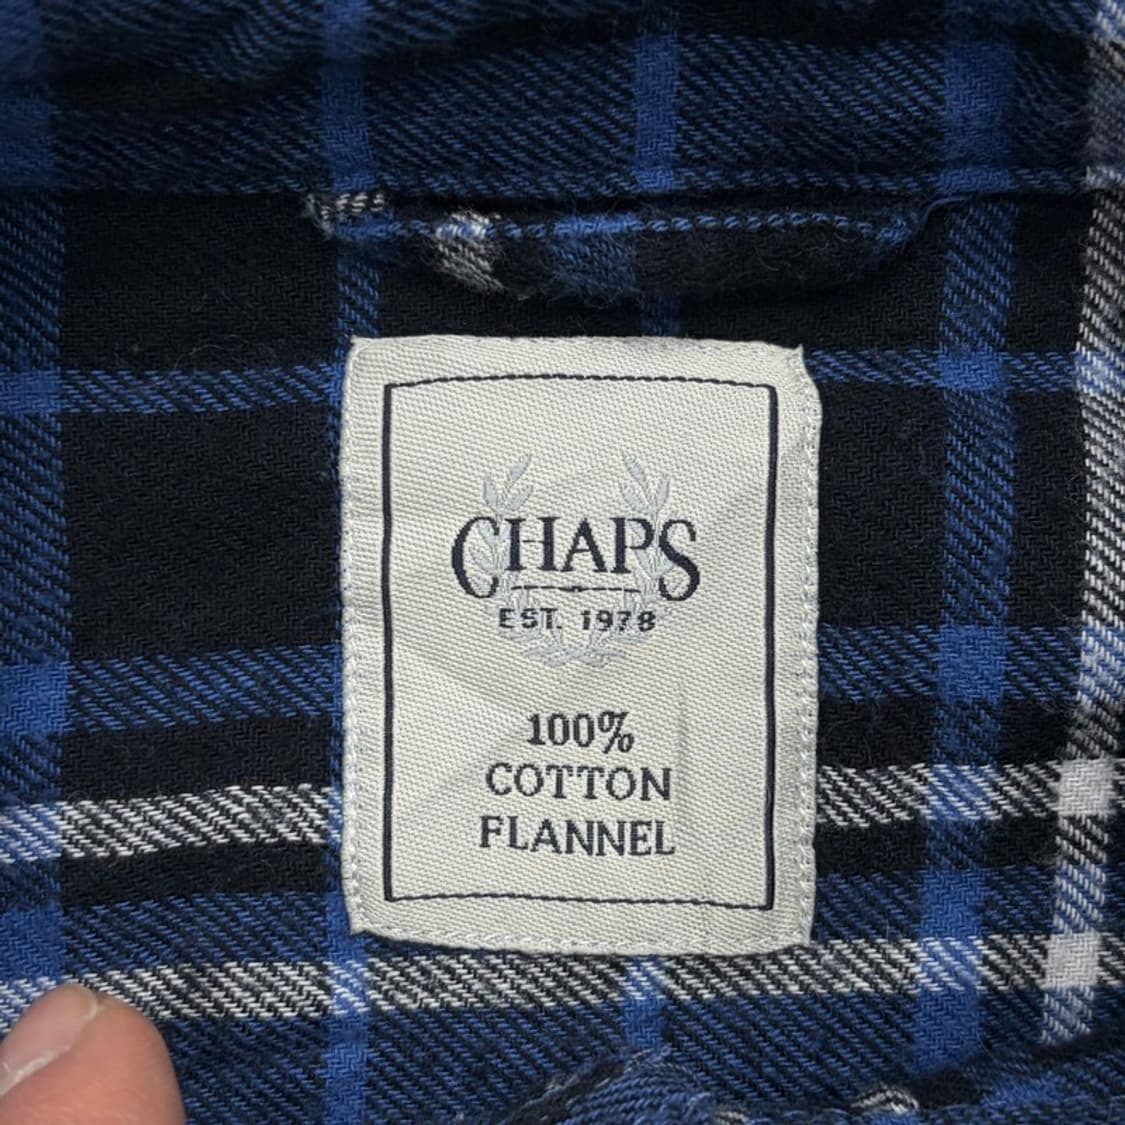 CHAPS
EST. 1978
100%
COTTON
FLANNEL